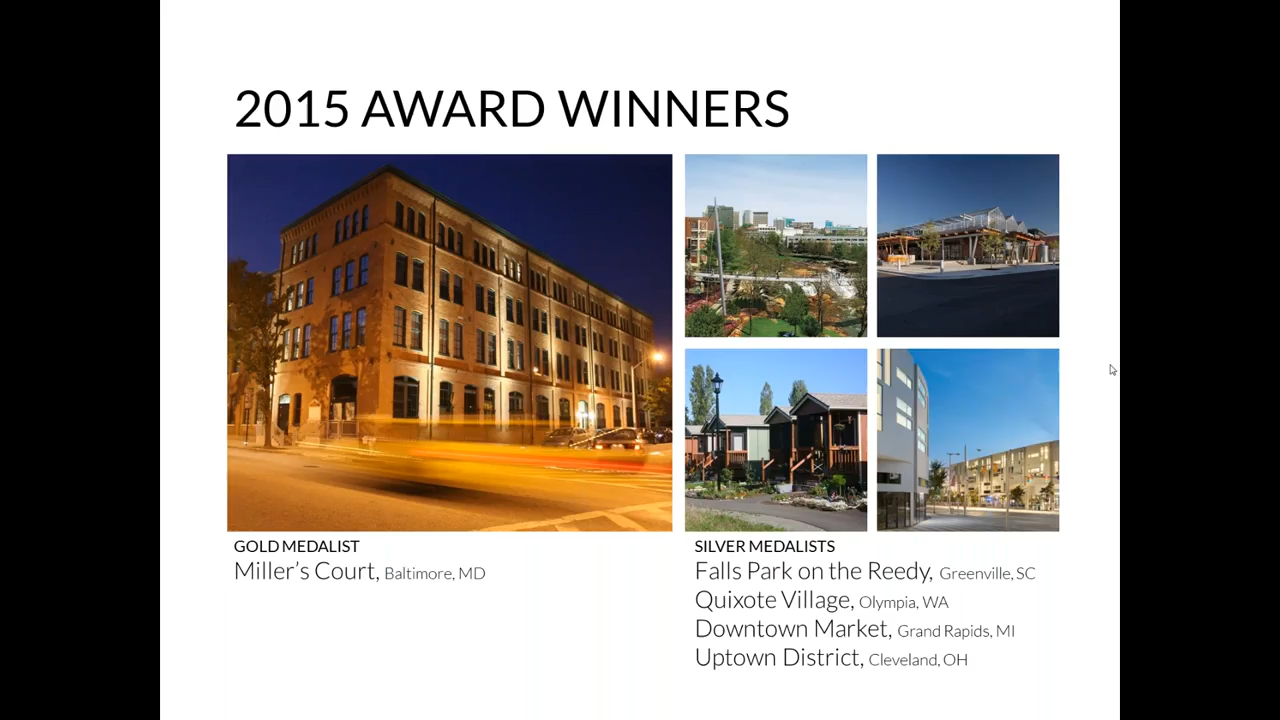 2015 AWARD WINNERS
GOLD MEDALIST
Miller’s Court, Baltimore, MD
SILVER MEDALISTS
Falls Park on the Reedy, Greenville, SC
Quixote Village, Olympia, WA
Downtown Market, Grand Rapids, MI
Uptown District, Cleveland, OH